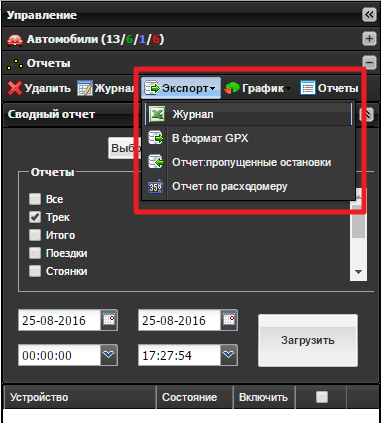 Управление
Автомобили (13/6/1/6)
Отчеты
Удалить Журнал Экспорт График Отчеты
Сводный отчет
Журнал
В формат GPX
Отчет:пропущенные остановки
Отчет по расходомеру
Отчеты
Все
Трек
Итого
Поездки
Стоянки
25-08-2016 25-08-2016
00:00:00 17:27:54
Загрузить
Устройство Состояние Включить